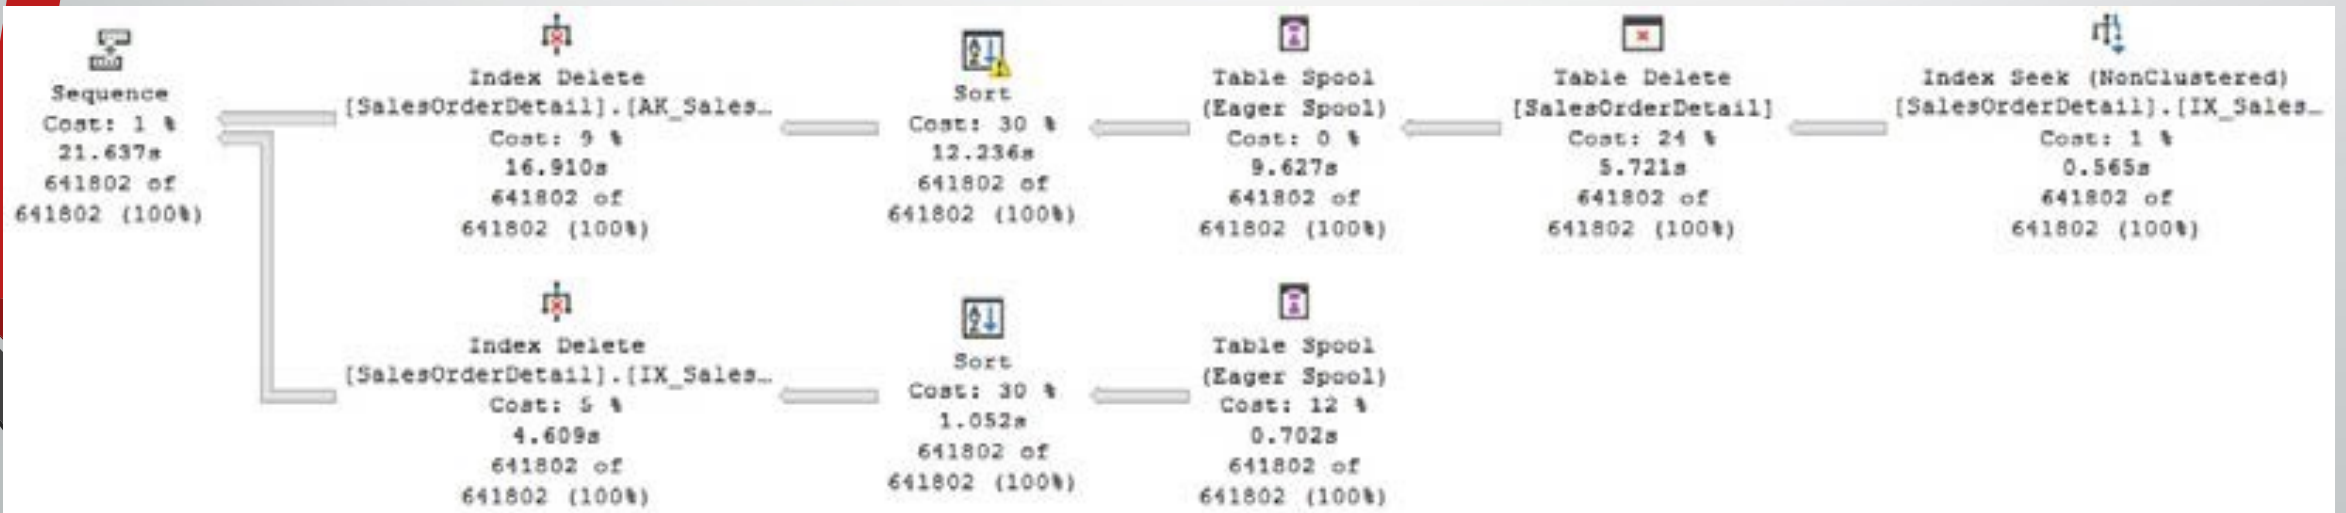 Sequence
Cost: 1 %
21.637s
641802 of
641802 (100%)
Index Delete
[SalesOrderDetail].[AK_Sales…
Cost: 9 %
16.910s
641802 of
641802 (100%)
Sort
Cost: 30 %
12.236s
641802 of
641802 (100%)
Table Spool
(Eager Spool)
Cost: 0 %
9.627s
641802 of
641802 (100%)
Table Delete
[SalesOrderDetail]
Cost: 24 %
5.721s
641802 of
641802 (100%)
Index Seek (NonClustered)
[SalesOrderDetail].[IX_Sales…
Cost: 1 %
0.565s
641802 of
641802 (100%)
Index Delete
[SalesOrderDetail].[IX_Sales…
Cost: 5 %
4.609s
641802 of
641802 (100%)
Sort
Cost: 30 %
1.052s
641802 of
641802 (100%)
Table Spool
(Eager Spool)
Cost: 12 %
0.702s
641802 of
641802 (100%)